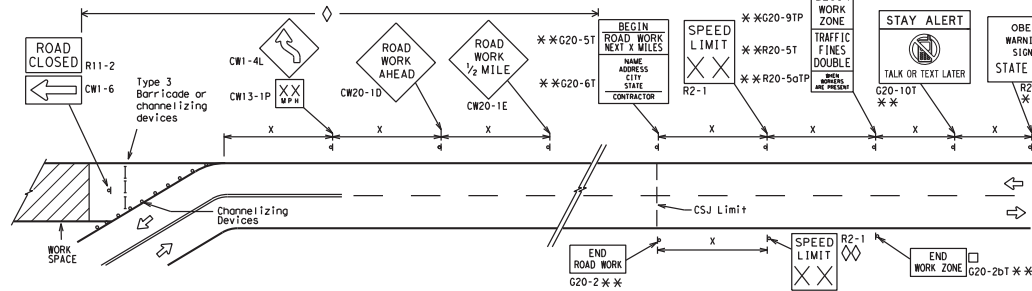 ROAD
CLOSED
R11-2
CW1-6
Type 3
Barricade or
channelizing
devices
CW1-4L
CW13-1P
XX
MPH
ROAD
WORK
AHEAD
CW20-1D
ROAD
WORK
1/2 MILE
CW20-1E
**G20-5T
BEGIN
ROAD WORK
NEXT X MILES
**G20-6T
NAME
ADDRESS
CITY
STATE
CONTRACTOR
SPEED
LIMIT
XX
R2-1
**G20-9TP
WORK
ZONE
**R20-5T
TRAFFIC
FINES
DOUBLE
**R20-5aTP
WHEN
WORKERS
ARE PRESENT
STAY ALERT
TALK OR TEXT LATER
G20-10T
**
OBE
WARNI
SIGN
STATE
R2
*
X X X X X X
WORK
SPACE
Channelizing
Devices
CSJ Limit
END
ROAD WORK
G20-2 **
X
SPEED
LIMIT
XX
R2-1
END
WORK ZONE
G20-2bT **